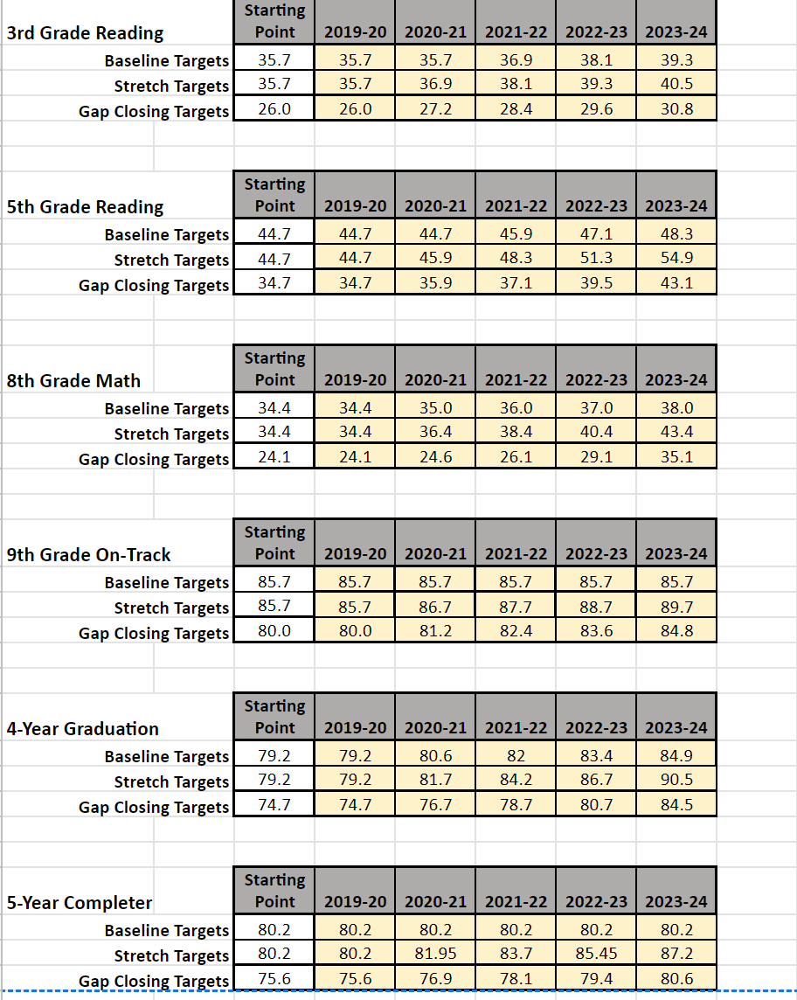 Starting
3rd Grade Reading Point 2019-20 2020-21 2021-22 2022-23 2023-24
Baseline Targets 35.7 35.7 35.7 36.9 38.1 39.3
Stretch Targets 35.7 35.7 36.9 38.1 39.3 40.5
Gap Closing Targets 26.0 26.0 27.2 28.4 29.6 30.8
Starting
5th Grade Reading Point 2019-20 2020-21 2021-22 2022-23 2023-24
Baseline Targets 44.7 44.7 44.7 45.9 47.1 48.3
Stretch Targets 44.7 44.7 45.9 48.3 51.3 54.9
Gap Closing Targets 34.7 34.7 35.9 37.1 39.5 43.1
Starting
8th Grade Math Point 2019-20 2020-21 2021-22 2022-23 2023-24
Baseline Targets 34.4 34.4 35.0 36.0 37.0 38.0
Stretch Targets 34.4 34.4 36.4 38.4 40.4 43.4
Gap Closing Targets 24.1 24.1 24.6 26.1 29.1 35.1
Starting
9th Grade On-Track Point 2019-20 2020-21 2021-22 2022-23 2023-24
Baseline Targets 85.7 85.7 85.7 85.7 85.7 85.7
Stretch Targets 85.7 85.7 86.7 87.7 88.7 89.7
Gap Closing Targets 80.0 80.0 81.2 82.4 83.6 84.8
Starting
4-Year Graduation Point 2019-20 2020-21 2021-22 2022-23 2023-24
Baseline Targets 79.2 79.2 80.6 82 83.4 84.9
Stretch Targets 79.2 79.2 81.7 84.2 86.7 90.5
Gap Closing Targets 74.7 74.7 76.7 78.7 80.7 84.5
Starting
5-Year Completer Point 2019-20 2020-21 2021-22 2022-23 2023-24
Baseline Targets 80.2 80.2 80.2 80.2 80.2 80.2
Stretch Targets 80.2 80.2 81.95 83.7 85.45 87.2
Gap Closing Targets 75.6 75.6 76.9 78.1 79.4 80.6